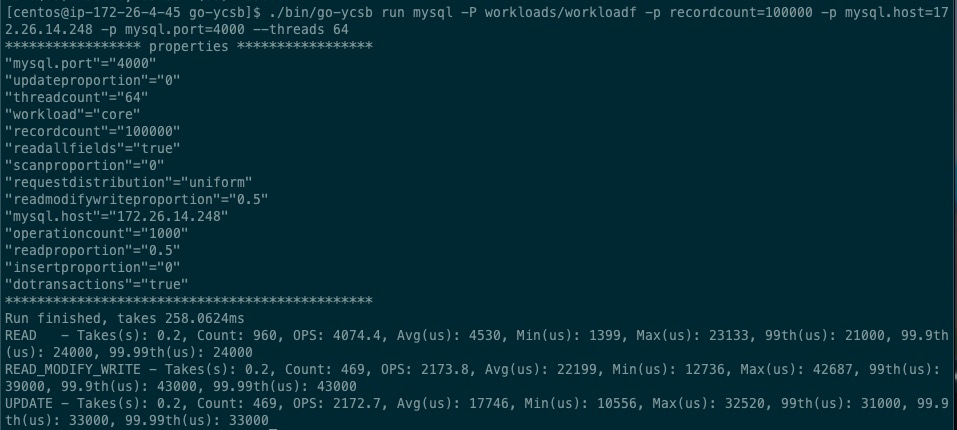 [centos@ip-172-26-4-45 go-ycsb]$ ./bin/go-ycsb run mysql -P workloads/workloadf -p recordcount=100000 -p mysql.host=17
2.26.14.248 -p mysql.port=4000 --threads 64
***************** properties *****************
"mysql.port"="4000"
"updateproportion"="0"
"threadcount"="64"
"workload"="core"
"recordcount"="100000"
"readallfields"="true"
"scanproportion"="0"
"requestdistribution"="uniform"
"readmodifywriteproportion"="0.5"
"mysql.host"="172.26.14.248"
"operationcount"="1000"
"readproportion"="0.5"
"insertproportion"="0"
"dotransactions"="true"
**********************************************
Run finished, takes 258.0624ms
READ   - Takes(s): 0.2, Count: 960, OPS: 4074.4, Avg(us): 4530, Min(us): 1399, Max(us): 23133, 99th(us): 21000, 99.9th
(us): 24000, 99.99th(us): 24000
READ_MODIFY_WRITE - Takes(s): 0.2, Count: 469, OPS: 2173.8, Avg(us): 22199, Min(us): 12736, Max(us): 42687, 99th(us):
39000, 99.9th(us): 43000, 99.99th(us): 43000
UPDATE - Takes(s): 0.2, Count: 469, OPS: 2172.7, Avg(us): 17746, Min(us): 10556, Max(us): 32520, 99th(us): 31000, 99.9
th(us): 33000, 99.99th(us): 33000